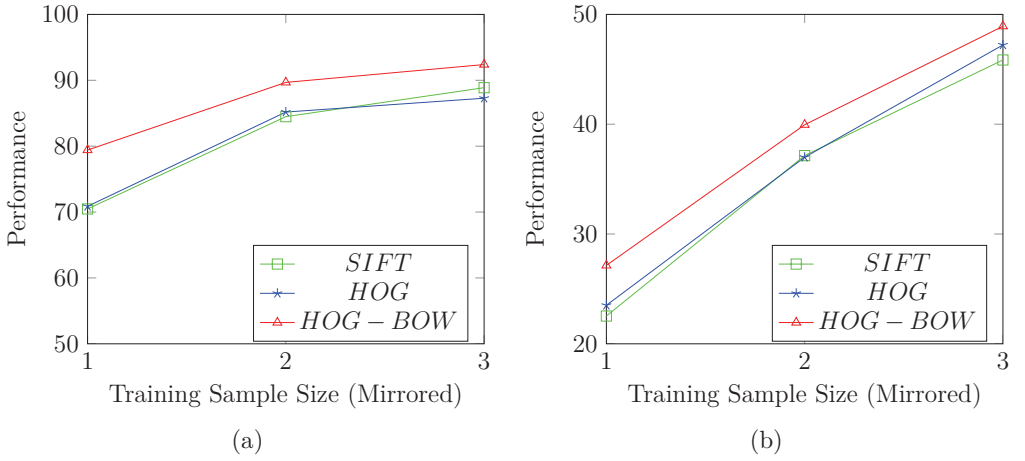 100
90
80
70
60
50
Performance
SIFT
HOG
HOG − BOW
1
2
3
Training Sample Size (Mirrored)
(a)
50
40
30
20
Performance
SIFT
HOG
HOG − BOW
1
2
3
Training Sample Size (Mirrored)
(b)